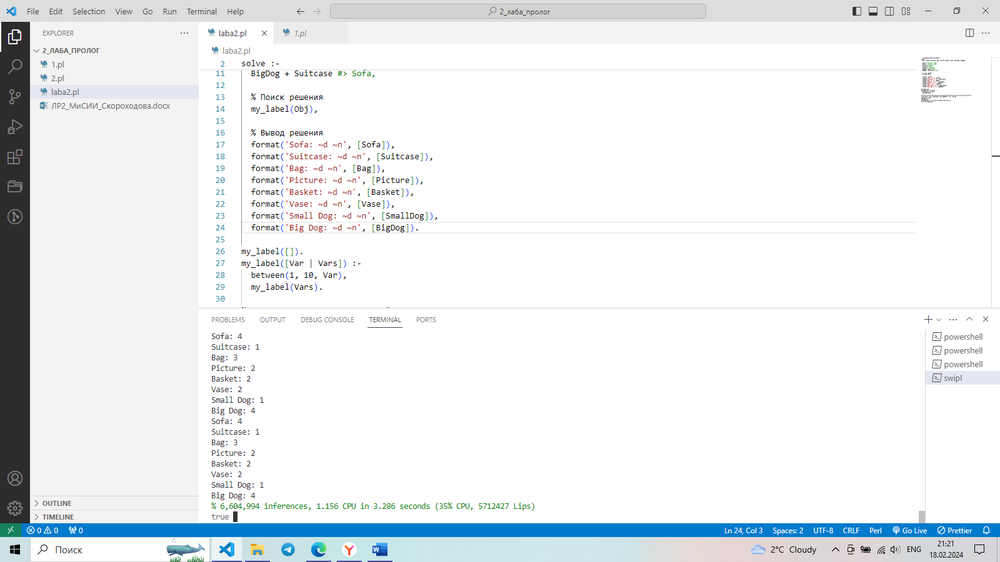 File Edit Selection View Go Run Terminal Help
2_лаба_пролог
EXPLORER
2_ЛАБА_ПРОЛОГ
1.pl
2.pl
laba2.pl
ЛР2_МиСИИ_Скороходова.docx
OUTLINE
TIMELINE
laba2.pl 1.pl
laba2.pl
2 solve :-
11 BigDog + Suitcase #> Sofa,
12
13 % Поиск решения
14 my_label(Obj),
15
16 % Вывод решения
17 format('Sofa: ~d ~n', [Sofa]),
18 format('Suitcase: ~d ~n', [Suitcase]),
19 format('Bag: ~d ~n', [Bag]),
20 format('Picture: ~d ~n', [Picture]),
21 format('Basket: ~d ~n', [Basket]),
22 format('Vase: ~d ~n', [Vase]),
23 format('Small Dog: ~d ~n', [SmallDog]),
24 format('Big Dog: ~d ~n', [BigDog]).
25
26 my_label([]).
27 my_label([Var | Vars]) :-
28 between(1, 10, Var),
29 my_label(Vars).
30
PROBLEMS OUTPUT DEBUG CONSOLE TERMINAL PORTS
Sofa: 4
Suitcase: 1
Bag: 3
Picture: 2
Basket: 2
Vase: 2
Small Dog: 1
Big Dog: 4
Sofa: 4
Suitcase: 1
Bag: 3
Picture: 2
Basket: 2
Vase: 2
Small Dog: 1
Big Dog: 4
% 6,604,994 inferences, 1.156 CPU in 3.286 seconds (35% CPU, 5712427 Lips)
true
powershell
powershell
powershell
swipl
0 0 0
Ln 24, Col 3 Spaces: 2 UTF-8 CRLF Perl Go Live Prettier
Поиск
2°C Cloudy
ENG
21:21
18.02.2024